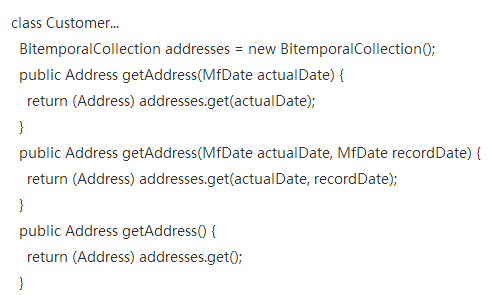 class Customer...
BitemporalCollection addresses = new BitemporalCollection();
public Address getAddress(MfDate actualDate) {
return (Address) addresses.get(actualDate);
}
public Address getAddress(MfDate actualDate, MfDate recordDate) {
return (Address) addresses.get(actualDate, recordDate);
}
public Address getAddress() {
return (Address) addresses.get();
}